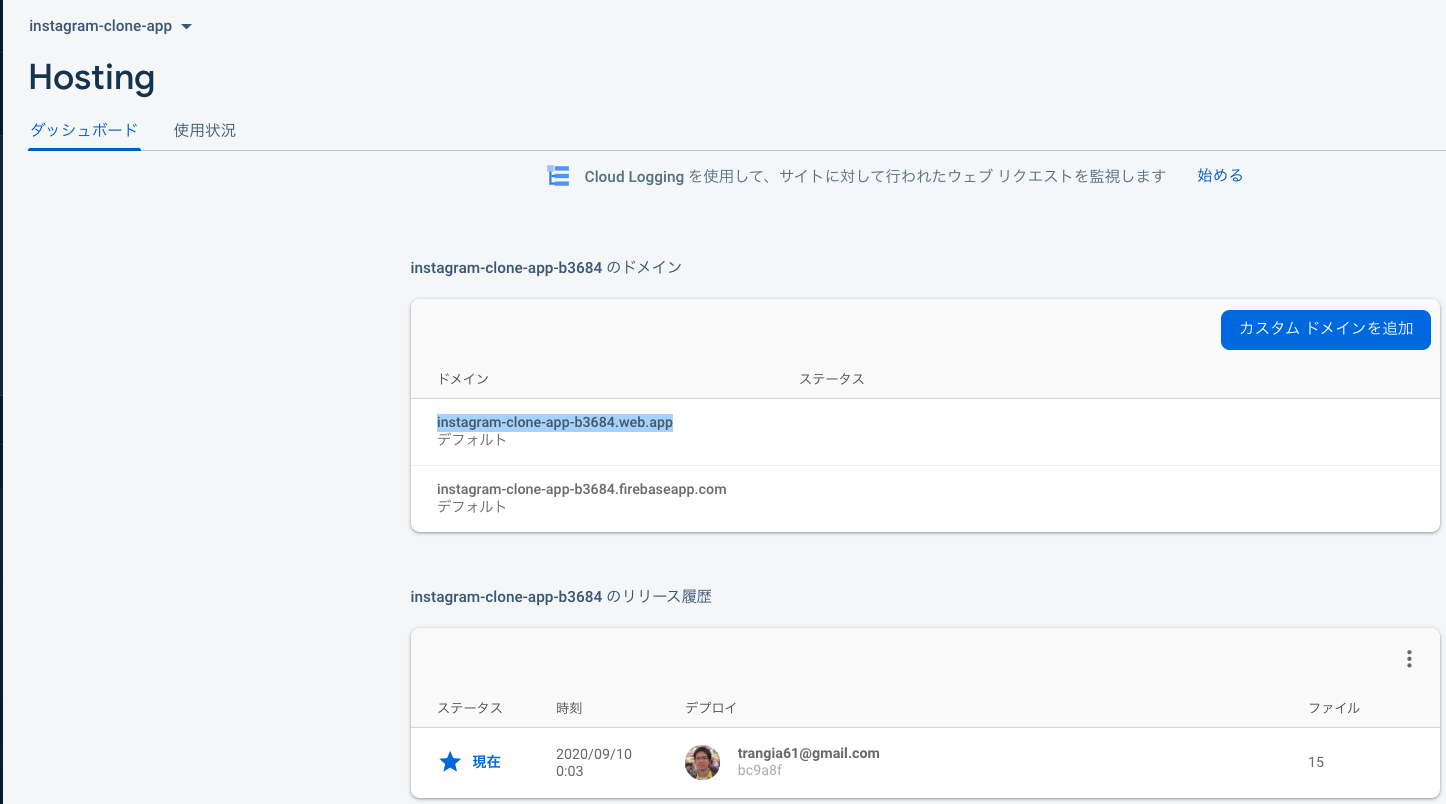 instagram-clone-app
Hosting
ダッシュボード 使用状況
Cloud Logging を使用して、サイトに対して行われたウェブ リクエストを監視します 始める
instagram-clone-app-b3684 のドメイン
カスタム ドメインを追加
ドメイン ステータス
instagram-clone-app-b3684.web.app
デフォルト
instagram-clone-app-b3684.firebaseapp.com
デフォルト
instagram-clone-app-b3684 のリリース履歴
ステータス 時刻 デプロイ ファイル
現在 2020/09/10 0:03 trangia61@gmail.com bc9a8f 15